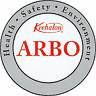 Health • Safety • Environment
Krehalon
ARBO